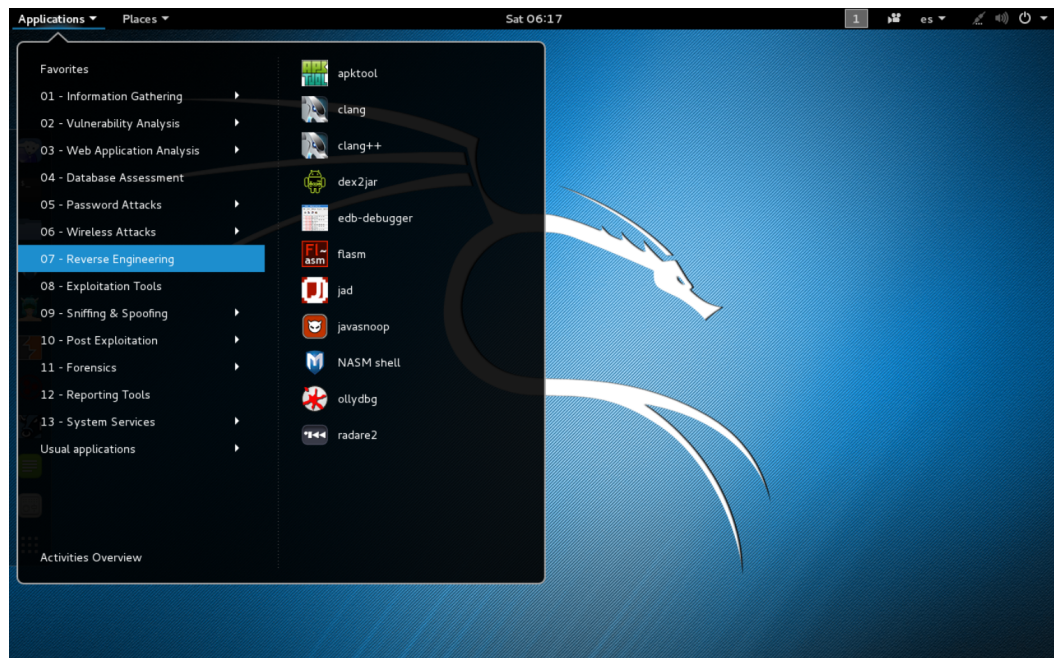 Applications Places Sat 06:17 1 es
Favorites
01 - Information Gathering
02 - Vulnerability Analysis
03 - Web Application Analysis
04 - Database Assessment
05 - Password Attacks
06 - Wireless Attacks
07 - Reverse Engineering
08 - Exploitation Tools
09 - Sniffing & Spoofing
10 - Post Exploitation
11 - Forensics
12 - Reporting Tools
13 - System Services
Usual applications
Activities Overview
apktool
clang
clang++
dex2jar
edb-debugger
flasm
jad
javasnoop
NASM shell
ollydbg
radare2